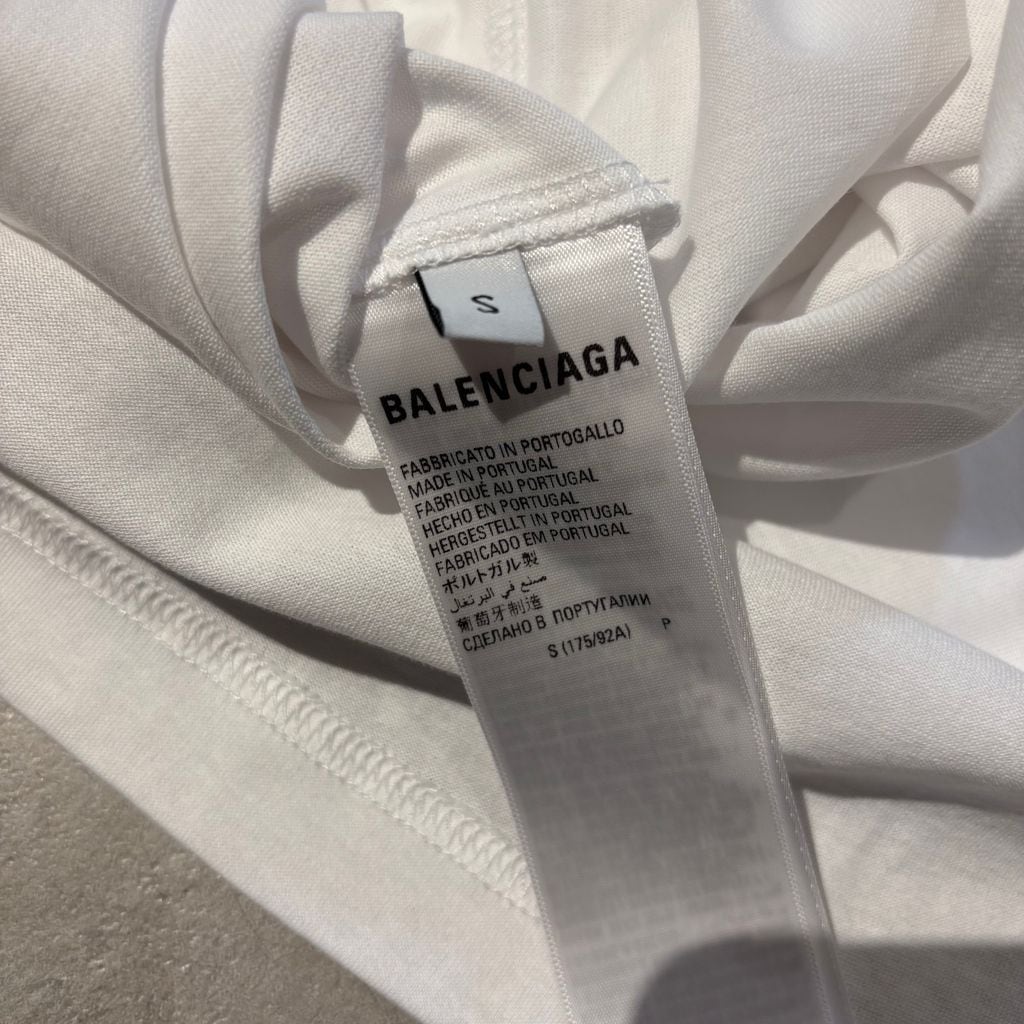 S
BALENCIAGA
FABBRICATO IN PORTOGALLO
MADE IN PORTUGAL
FABRIQUÉ AU PORTUGAL
HECHO EN PORTUGAL
HERGESTELLT IN PORTUGAL
FABRICADO EM PORTUGAL
ポルトガル製
صنع في البرتغال
葡萄牙制造
СДЕЛАНО В ПОРТУГАЛИИ
S (175/92A) P